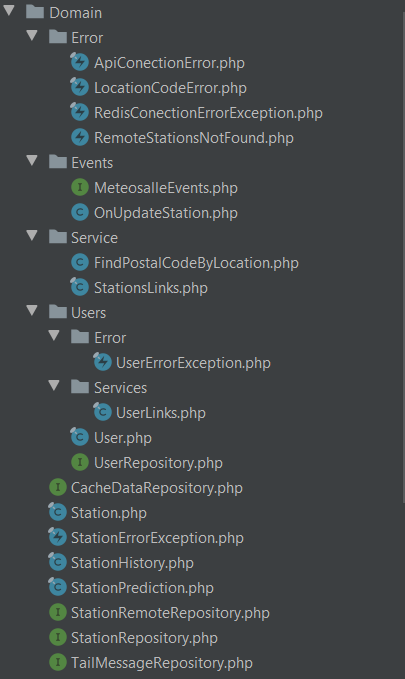 Domain
Error
ApiConectionError.php
LocationCodeError.php
RedisConectionErrorException.php
RemoteStationsNotFound.php
Events
MeteosalleEvents.php
OnUpdateStation.php
Service
FindPostalCodeByLocation.php
StationsLinks.php
Users
Error
UserErrorException.php
Services
UserLinks.php
User.php
UserRepository.php
CacheDataRepository.php
Station.php
StationErrorException.php
StationHistory.php
StationPrediction.php
StationRemoteRepository.php
StationRepository.php
TailMessageRepository.php